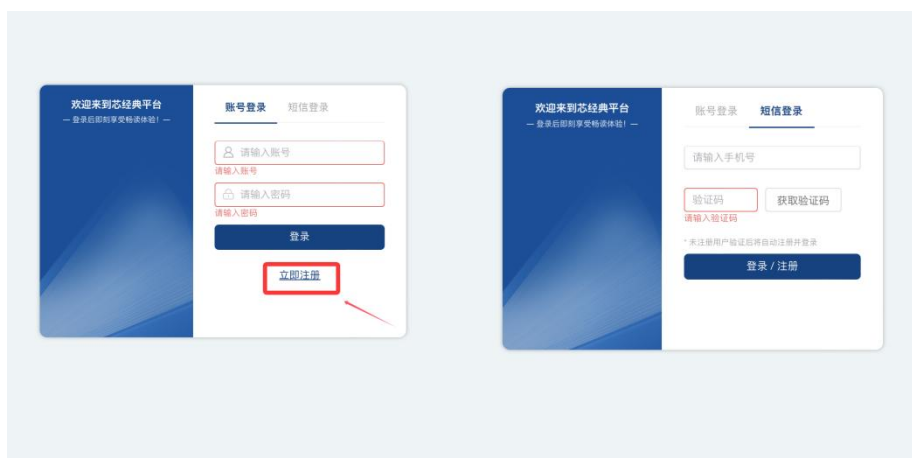 欢迎来到芯经典平台
— 登录后即刻享受畅读体验！ —
账号登录 短信登录
请输入账号
请输入账号
请输入密码
请输入密码
登录
立即注册
欢迎来到芯经典平台
— 登录后即刻享受畅读体验！ —
账号登录 短信登录
请输入手机号
验证码 获取验证码
请输入验证码
* 未注册用户验证后将自动注册并登录
登录 / 注册